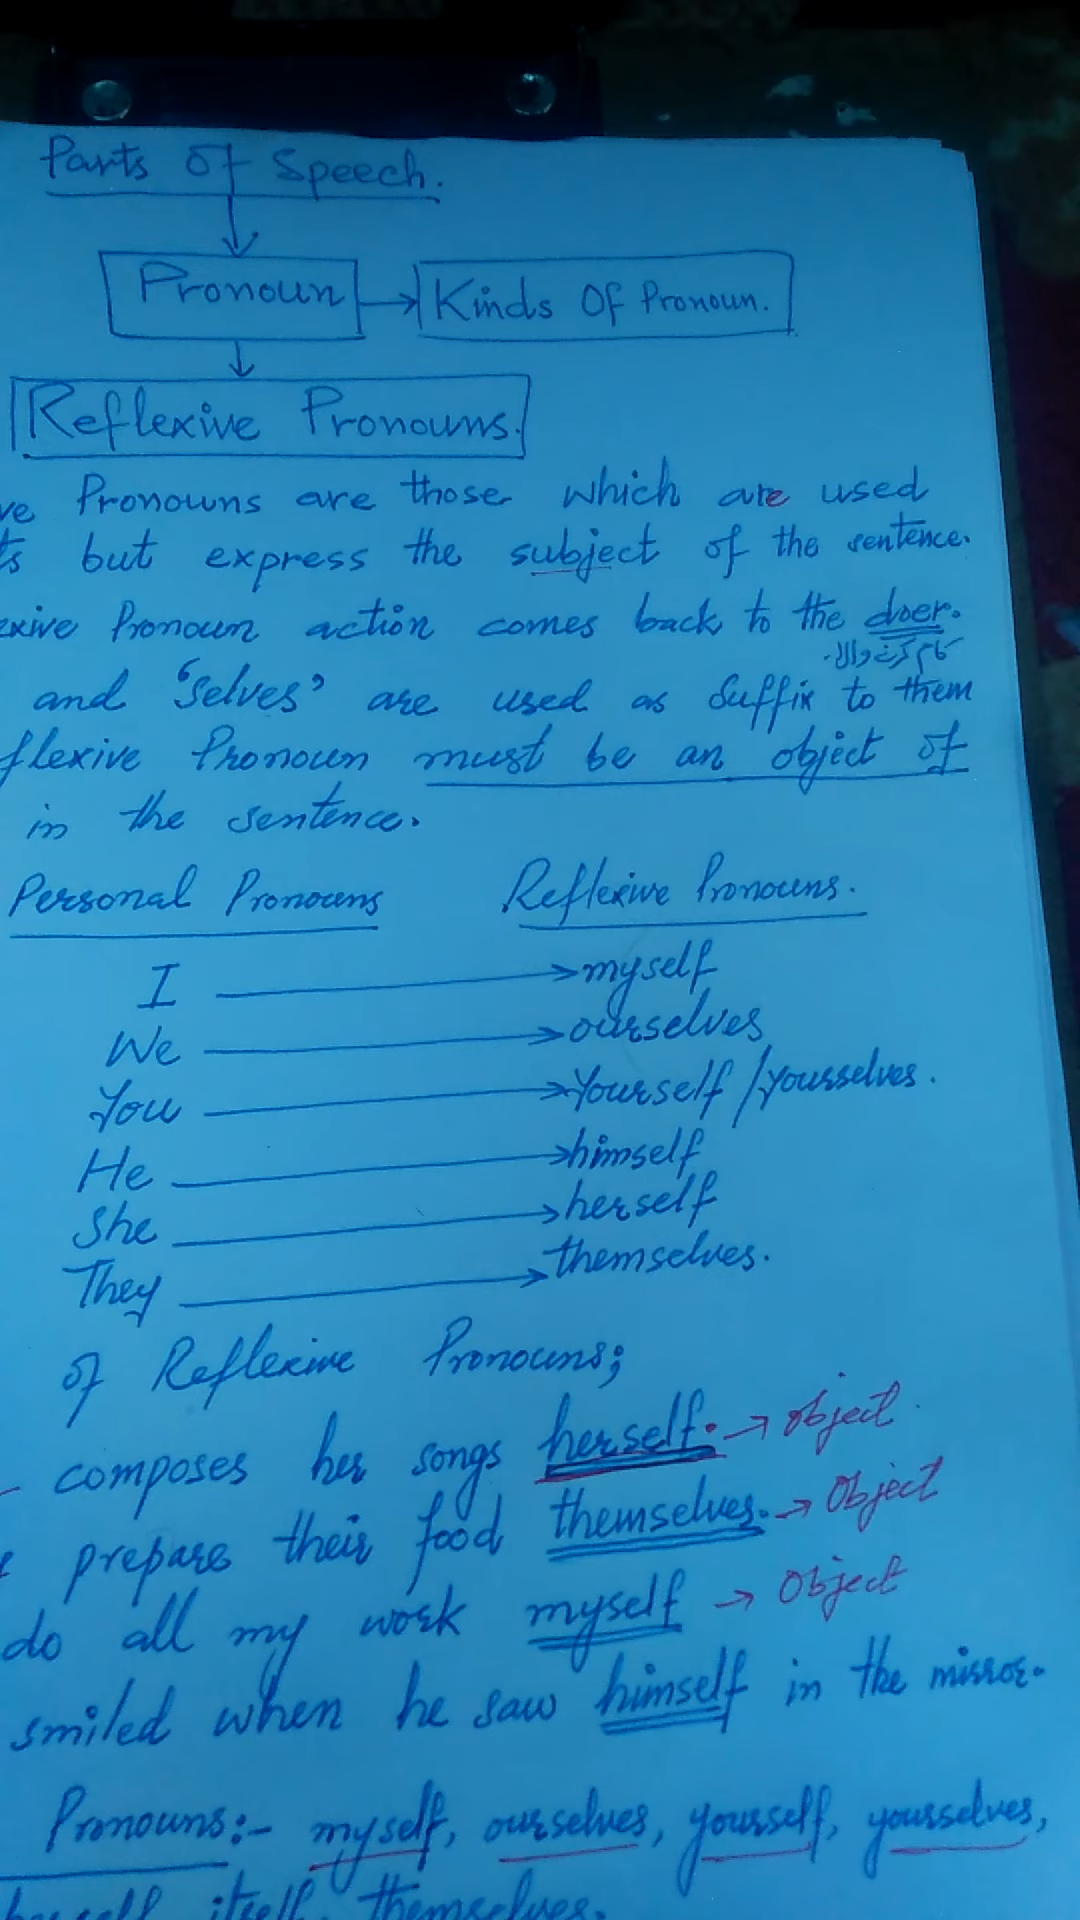 Parts Of Speech.
Pronoun
Kinds Of Pronoun.
Reflexive Pronouns.
ve Pronouns are those which are used
ts but express the subject of the sentence.
exive Pronoun action comes back to the doer.
کام کرنے والا۔
and 'selves' are used as Suffix to them
flexive Pronoun must be an object of
in the sentence.
Personal Pronouns Reflexive Pronouns.
I myself
We ourselves
You Yourself/yourselves.
He himself
She herself
They themselves.
of Reflexive Pronouns;
composes her songs herself. → object
prepare their food themselves. → Object
do all my work myself → Object
smiled when he saw himself in the mirror.
Pronouns:- myself, ourselves, yourself, yourselves,
herself itself, themselves.